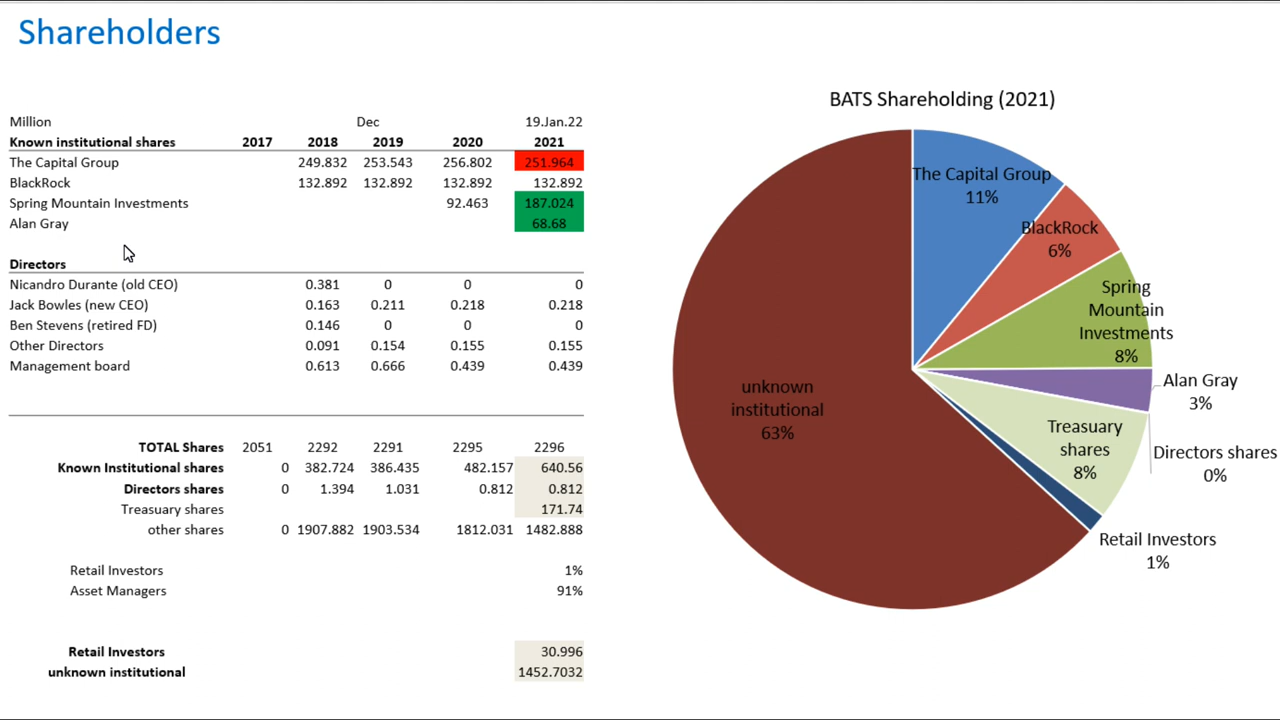 Shareholders
Million Dec 19.Jan.22
Known institutional shares 2017 2018 2019 2020 2021
The Capital Group 249.832 253.543 256.802 251.964
BlackRock 132.892 132.892 132.892 132.892
Spring Mountain Investments 92.463 187.024
Alan Gray 68.68
Directors
Nicandro Durante (old CEO) 0.381 0 0 0
Jack Bowles (new CEO) 0.163 0.211 0.218 0.218
Ben Stevens (retired FD) 0.146 0 0 0
Other Directors 0.091 0.154 0.155 0.155
Management board 0.613 0.666 0.439 0.439
TOTAL Shares 2051 2292 2291 2295 2296
Known Institutional shares 0 382.724 386.435 482.157 640.56
Directors shares 0 1.394 1.031 0.812 0.812
Treasury shares 171.74
other shares 0 1907.882 1903.534 1812.031 1482.888
Retail Investors 1%
Asset Managers 91%
Retail Investors 30.996
unknown institutional 1452.7032
BATS Shareholding (2021)
The Capital Group
11%
BlackRock
6%
Spring
Mountain
Investments
8%
Alan Gray
3%
Directors shares
0%
Treasuary
shares
8%
Retail Investors
1%
unknown
institutional
63%